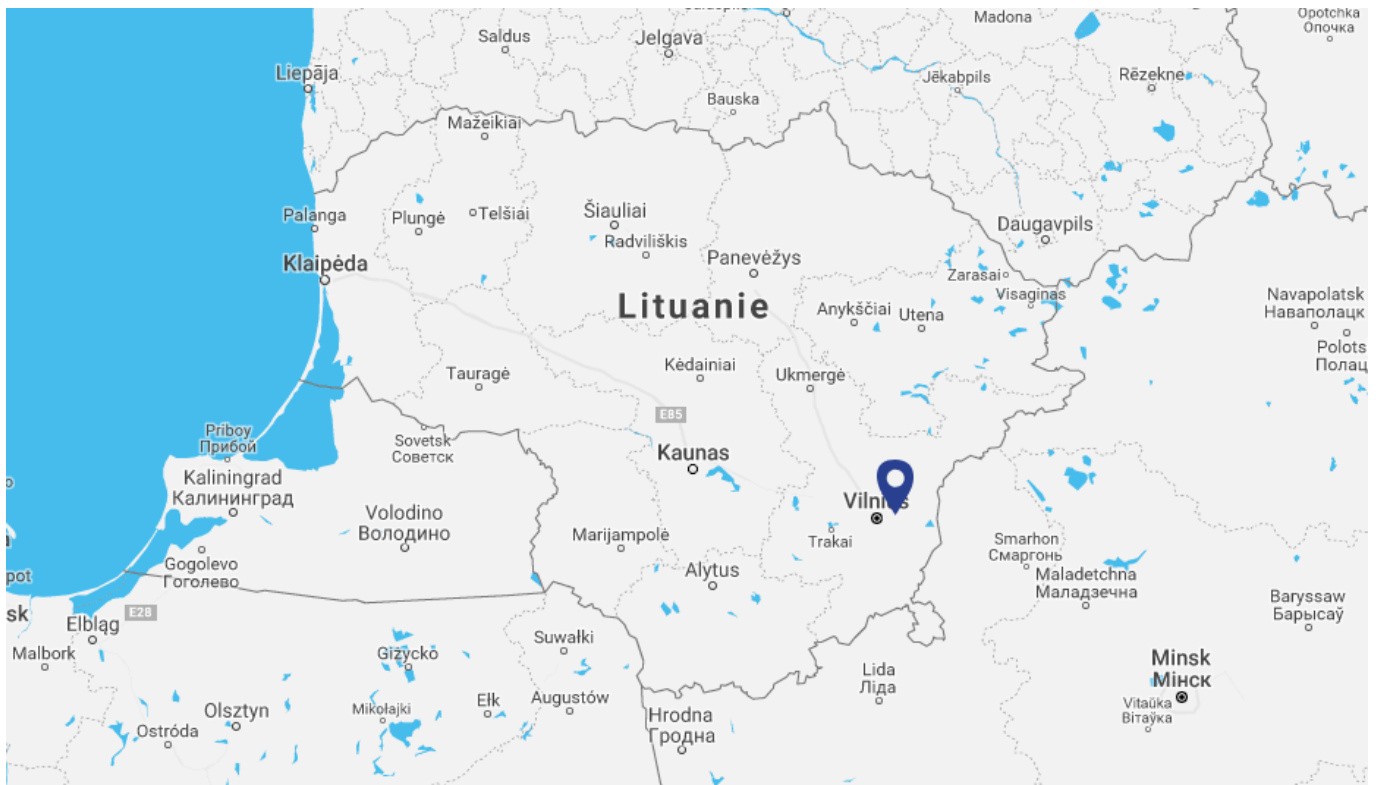 Madona
Opotchka
Опочка
Saldus
Jelgava
Liepāja
Jēkabpils
Rēzekne
Bauska
Mažeikiai
Palanga
Plungė
Telšiai
Šiauliai
Radviliškis
Daugavpils
Klaipėda
Panevėžys
Zarasai
Visaginas
Lituanie
Anykščiai
Utena
Navapolatsk
Наваполацк
Polots
Полац
Tauragė
Kėdainiai
Ukmergė
E85
Priboy
Прибой
Sovetsk
Советск
Kaunas
Kaliningrad
Калининград
Vilnius
Volodino
Володино
Marijampolė
Trakai
Smarhon
Смаргонь
Gogolevo
Гоголево
pot
Alytus
Maladetchna
Маладзечна
Baryssaw
Барысаў
sk
E28
Elbląg
Malbork
Suwałki
Giżycko
Lida
Ліда
Minsk
Мінск
Augustów
Ełk
Mikołajki
Olsztyn
Ostróda
Hrodna
Гродна
Vitaŭka
Вітаўка